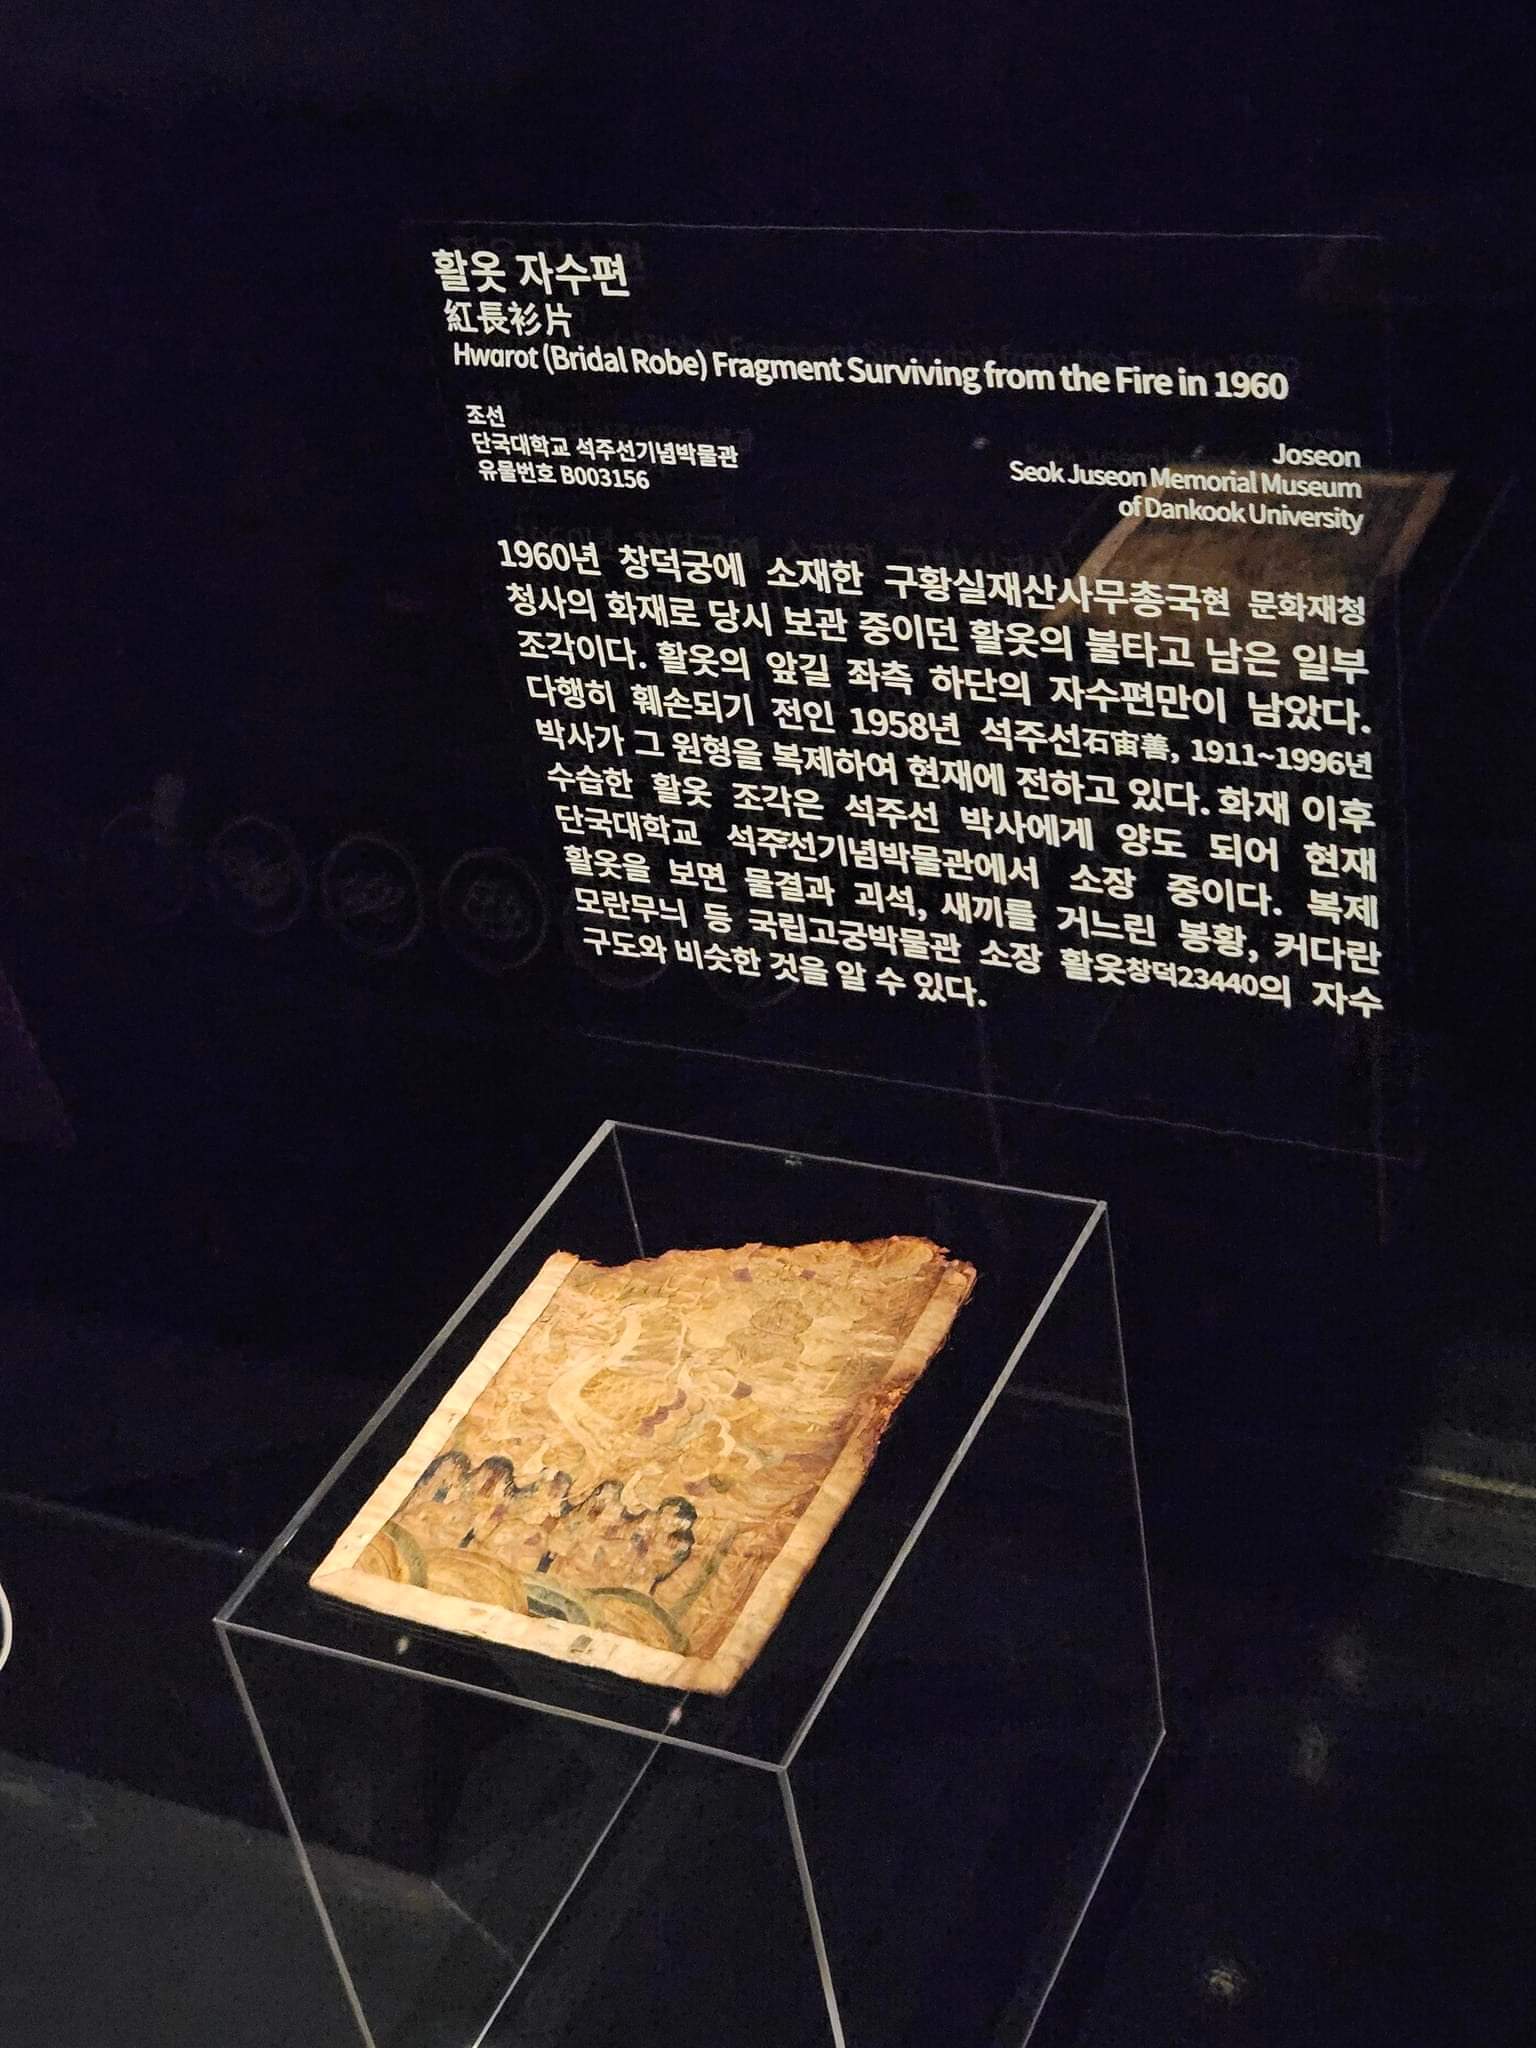 활옷 자수편
紅長衫片
Hwarot (Bridal Robe) Fragment Surviving from the Fire in 1960
조선
단국대학교 석주선기념박물관
유물번호 B003156
Joseon
Seok Juseon Memorial Museum
of Dankook University
1960년 창덕궁에 소재한 구황실재산사무총국현 문화재청
청사의 화재로 당시 보관 중이던 활옷의 불타고 남은 일부
조각이다. 활옷의 앞길 좌측 하단의 자수편만이 남았다.
다행히 훼손되기 전인 1958년 석주선石宙善, 1911~1996년
박사가 그 원형을 복제하여 현재에 전하고 있다. 화재 이후
수습한 활옷 조각은 석주선 박사에게 양도 되어 현재
단국대학교 석주선기념박물관에서 소장 중이다. 복제
활옷을 보면 물결과 괴석, 새끼를 거느린 봉황, 커다란
모란무늬 등 국립고궁박물관 소장 활옷창덕23440의 자수
구도와 비슷한 것을 알 수 있다.